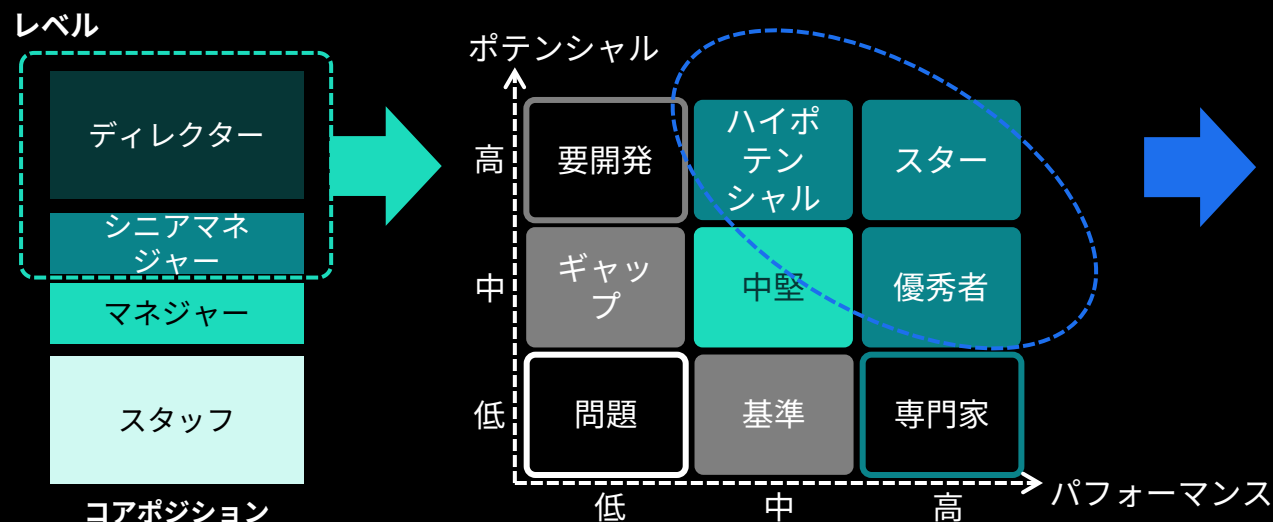 レベル
ディレクター
シニアマネ
ジャー
マネジャー
スタッフ
コアポジション
ポテンシャル
高
要開発
ハイポ
テン
シャル
スター
中
ギャッ
プ
中堅
優秀者
低
問題
基準
専門家
低
中
高
パフォーマンス